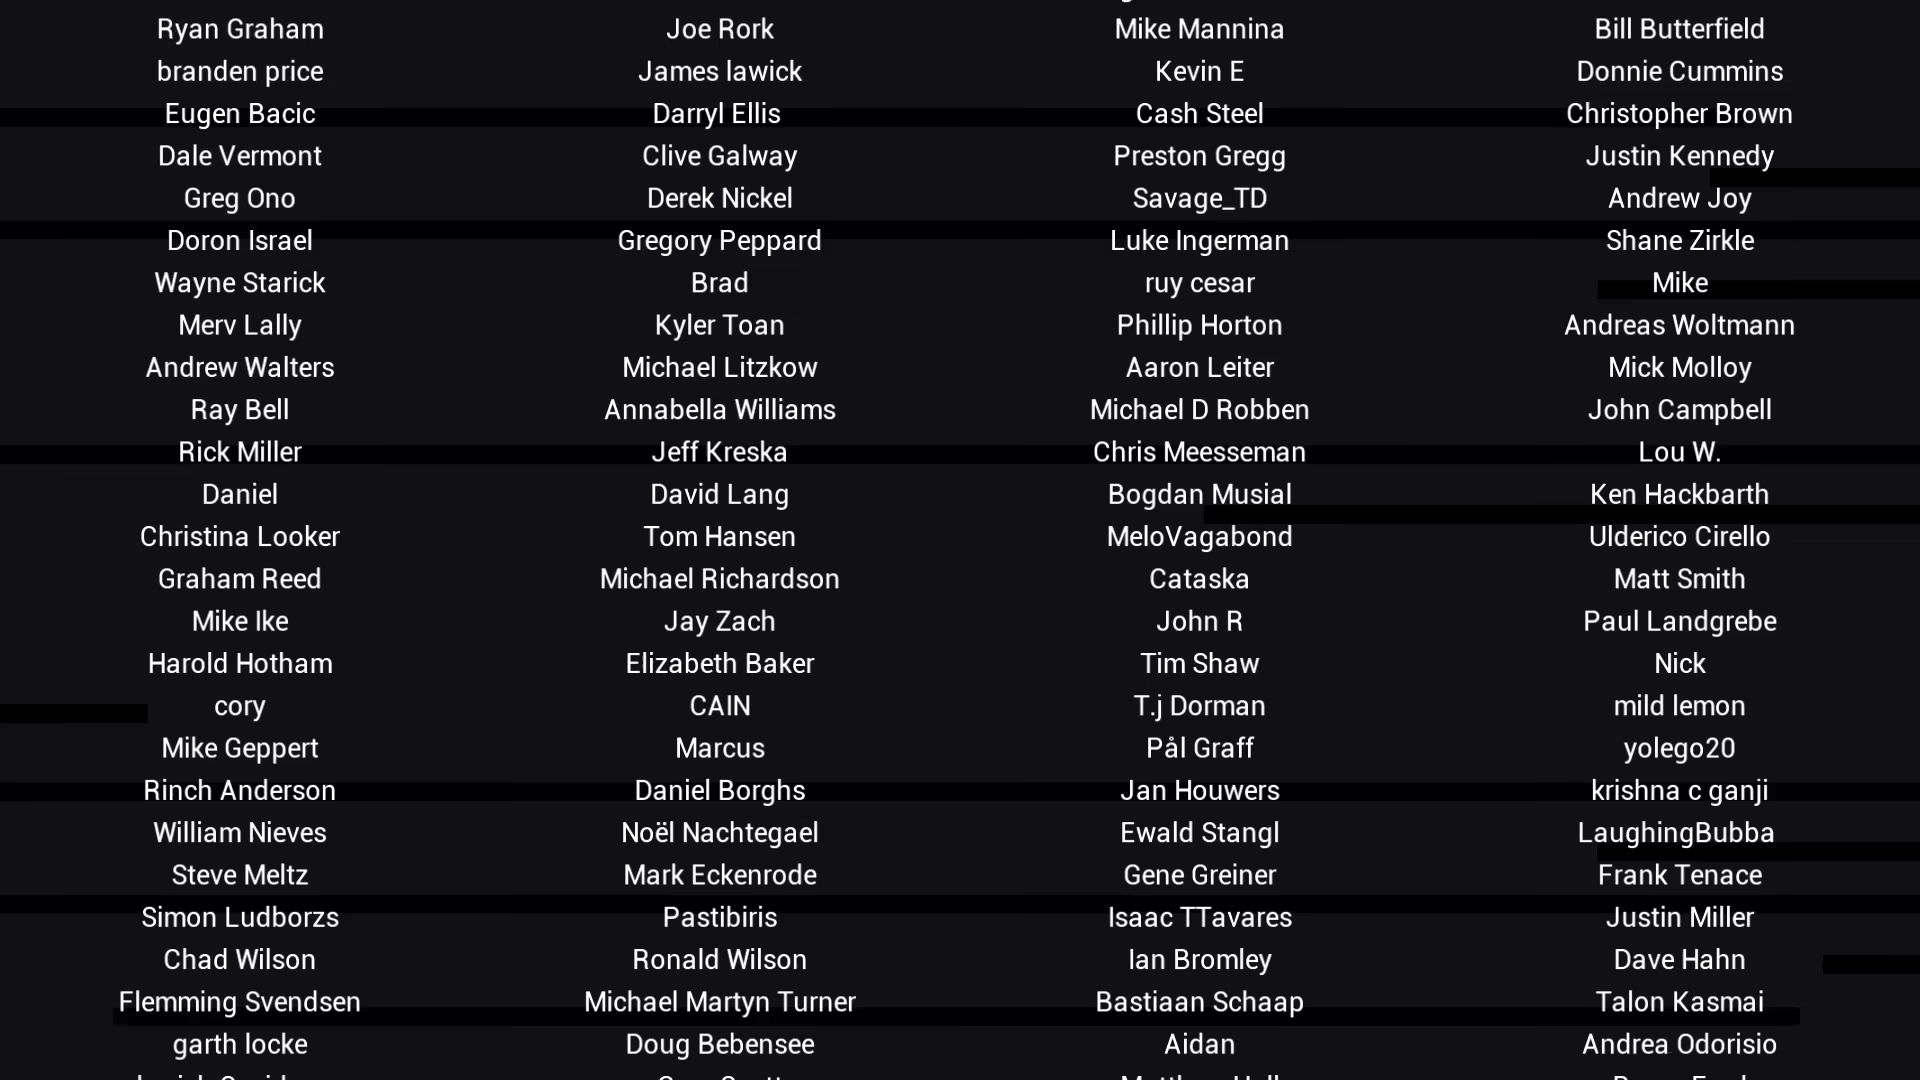 Ryan Graham Joe Rork Mike Mannina Bill Butterfield
branden price James lawick Kevin E Donnie Cummins
Eugen Bacic Darryl Ellis Cash Steel Christopher Brown
Dale Vermont Clive Galway Preston Gregg Justin Kennedy
Greg Ono Derek Nickel Savage_TD Andrew Joy
Doron Israel Gregory Peppard Luke Ingerman Shane Zirkle
Wayne Starick Brad ruy cesar Mike
Merv Lally Kyler Toan Phillip Horton Andreas Woltmann
Andrew Walters Michael Litzkow Aaron Leiter Mick Molloy
Ray Bell Annabella Williams Michael D Robben John Campbell
Rick Miller Jeff Kreska Chris Meesseman Lou W.
Daniel David Lang Bogdan Musial Ken Hackbarth
Christina Looker Tom Hansen MeloVagabond Ulderico Cirello
Graham Reed Michael Richardson Cataska Matt Smith
Mike Ike Jay Zach John R Paul Landgrebe
Harold Hotham Elizabeth Baker Tim Shaw Nick
cory CAIN T.j Dorman mild lemon
Mike Geppert Marcus Pål Graff yolego20
Rinch Anderson Daniel Borghs Jan Houwers krishna c ganji
William Nieves Noël Nachtegael Ewald Stangl LaughingBubba
Steve Meltz Mark Eckenrode Gene Greiner Frank Tenace
Simon Ludborzs Pastibiris Isaac TTavares Justin Miller
Chad Wilson Ronald Wilson Ian Bromley Dave Hahn
Flemming Svendsen Michael Martyn Turner Bastiaan Schaap Talon Kasmai
garth locke Doug Bebensee Aidan Andrea Odorisio